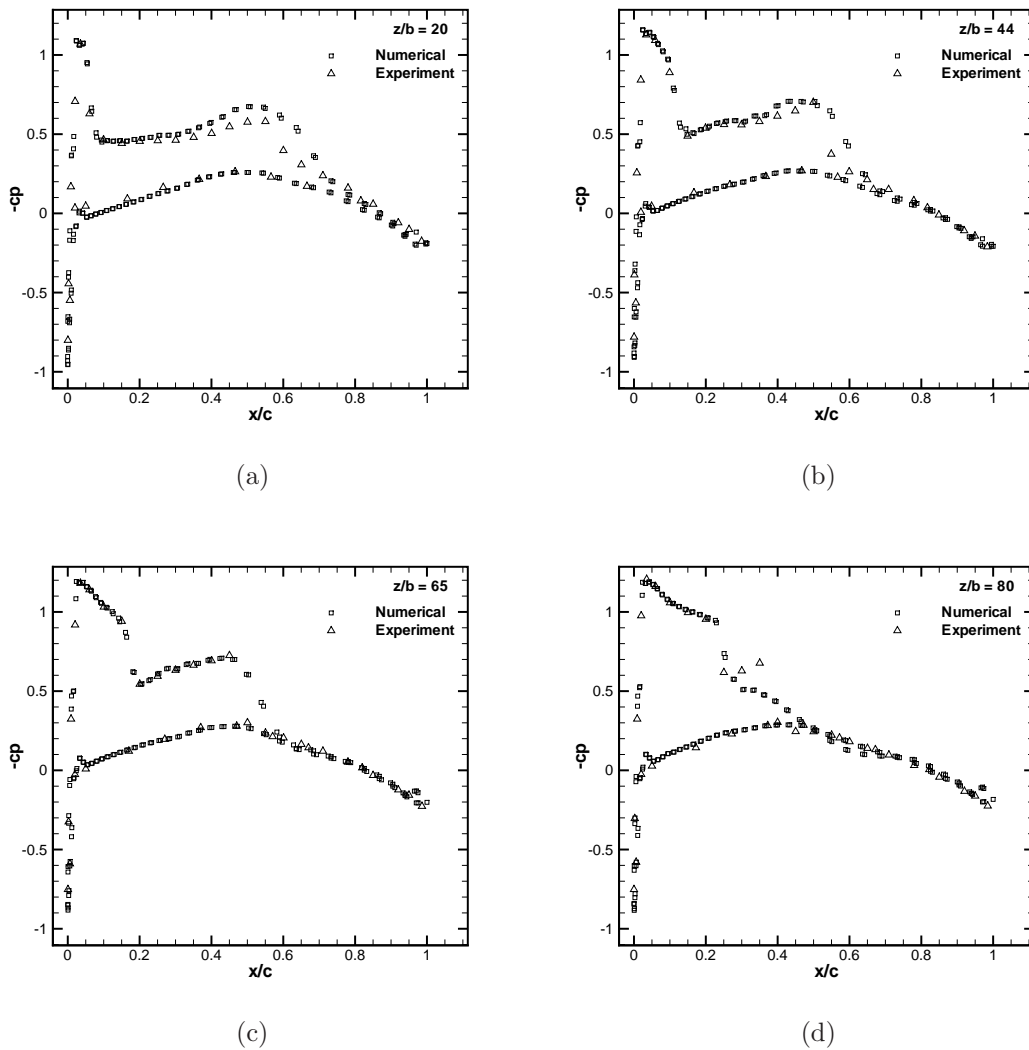 z/b = 20
Numerical
Experiment
1
0.5
0
-0.5
-1
-cp
0 0.2 0.4 0.6 0.8 1
x/c
(a)
z/b = 44
Numerical
Experiment
1
0.5
0
-0.5
-1
-cp
0 0.2 0.4 0.6 0.8 1
x/c
(b)
z/b = 65
Numerical
Experiment
1
0.5
0
-0.5
-1
-cp
0 0.2 0.4 0.6 0.8 1
x/c
(c)
z/b = 80
Numerical
Experiment
1
0.5
0
-0.5
-1
-cp
0 0.2 0.4 0.6 0.8 1
x/c
(d)